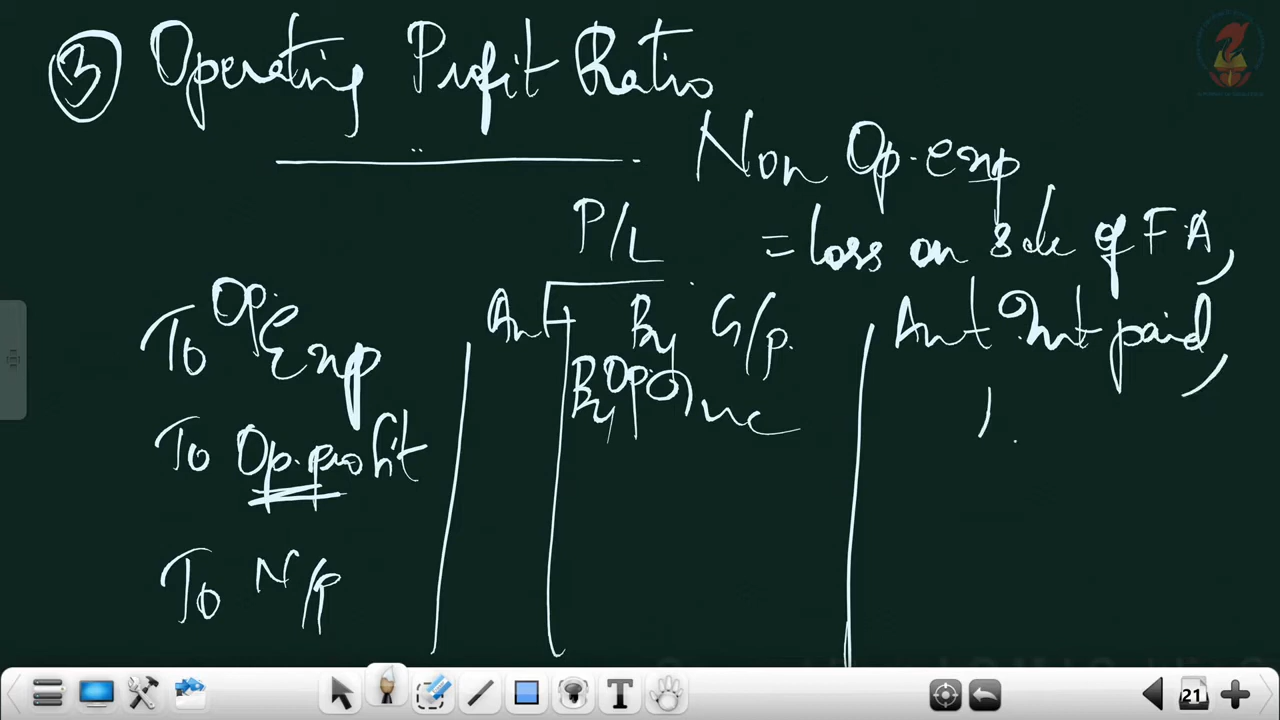 ③ Operating Profit Ratio
Non Op. exp
= loss on sale of F.A,
Amt Int paid,
P/L
To Op Exp
Amt
By G/p.
By Op Inc
To Op. profit
To N/p
21